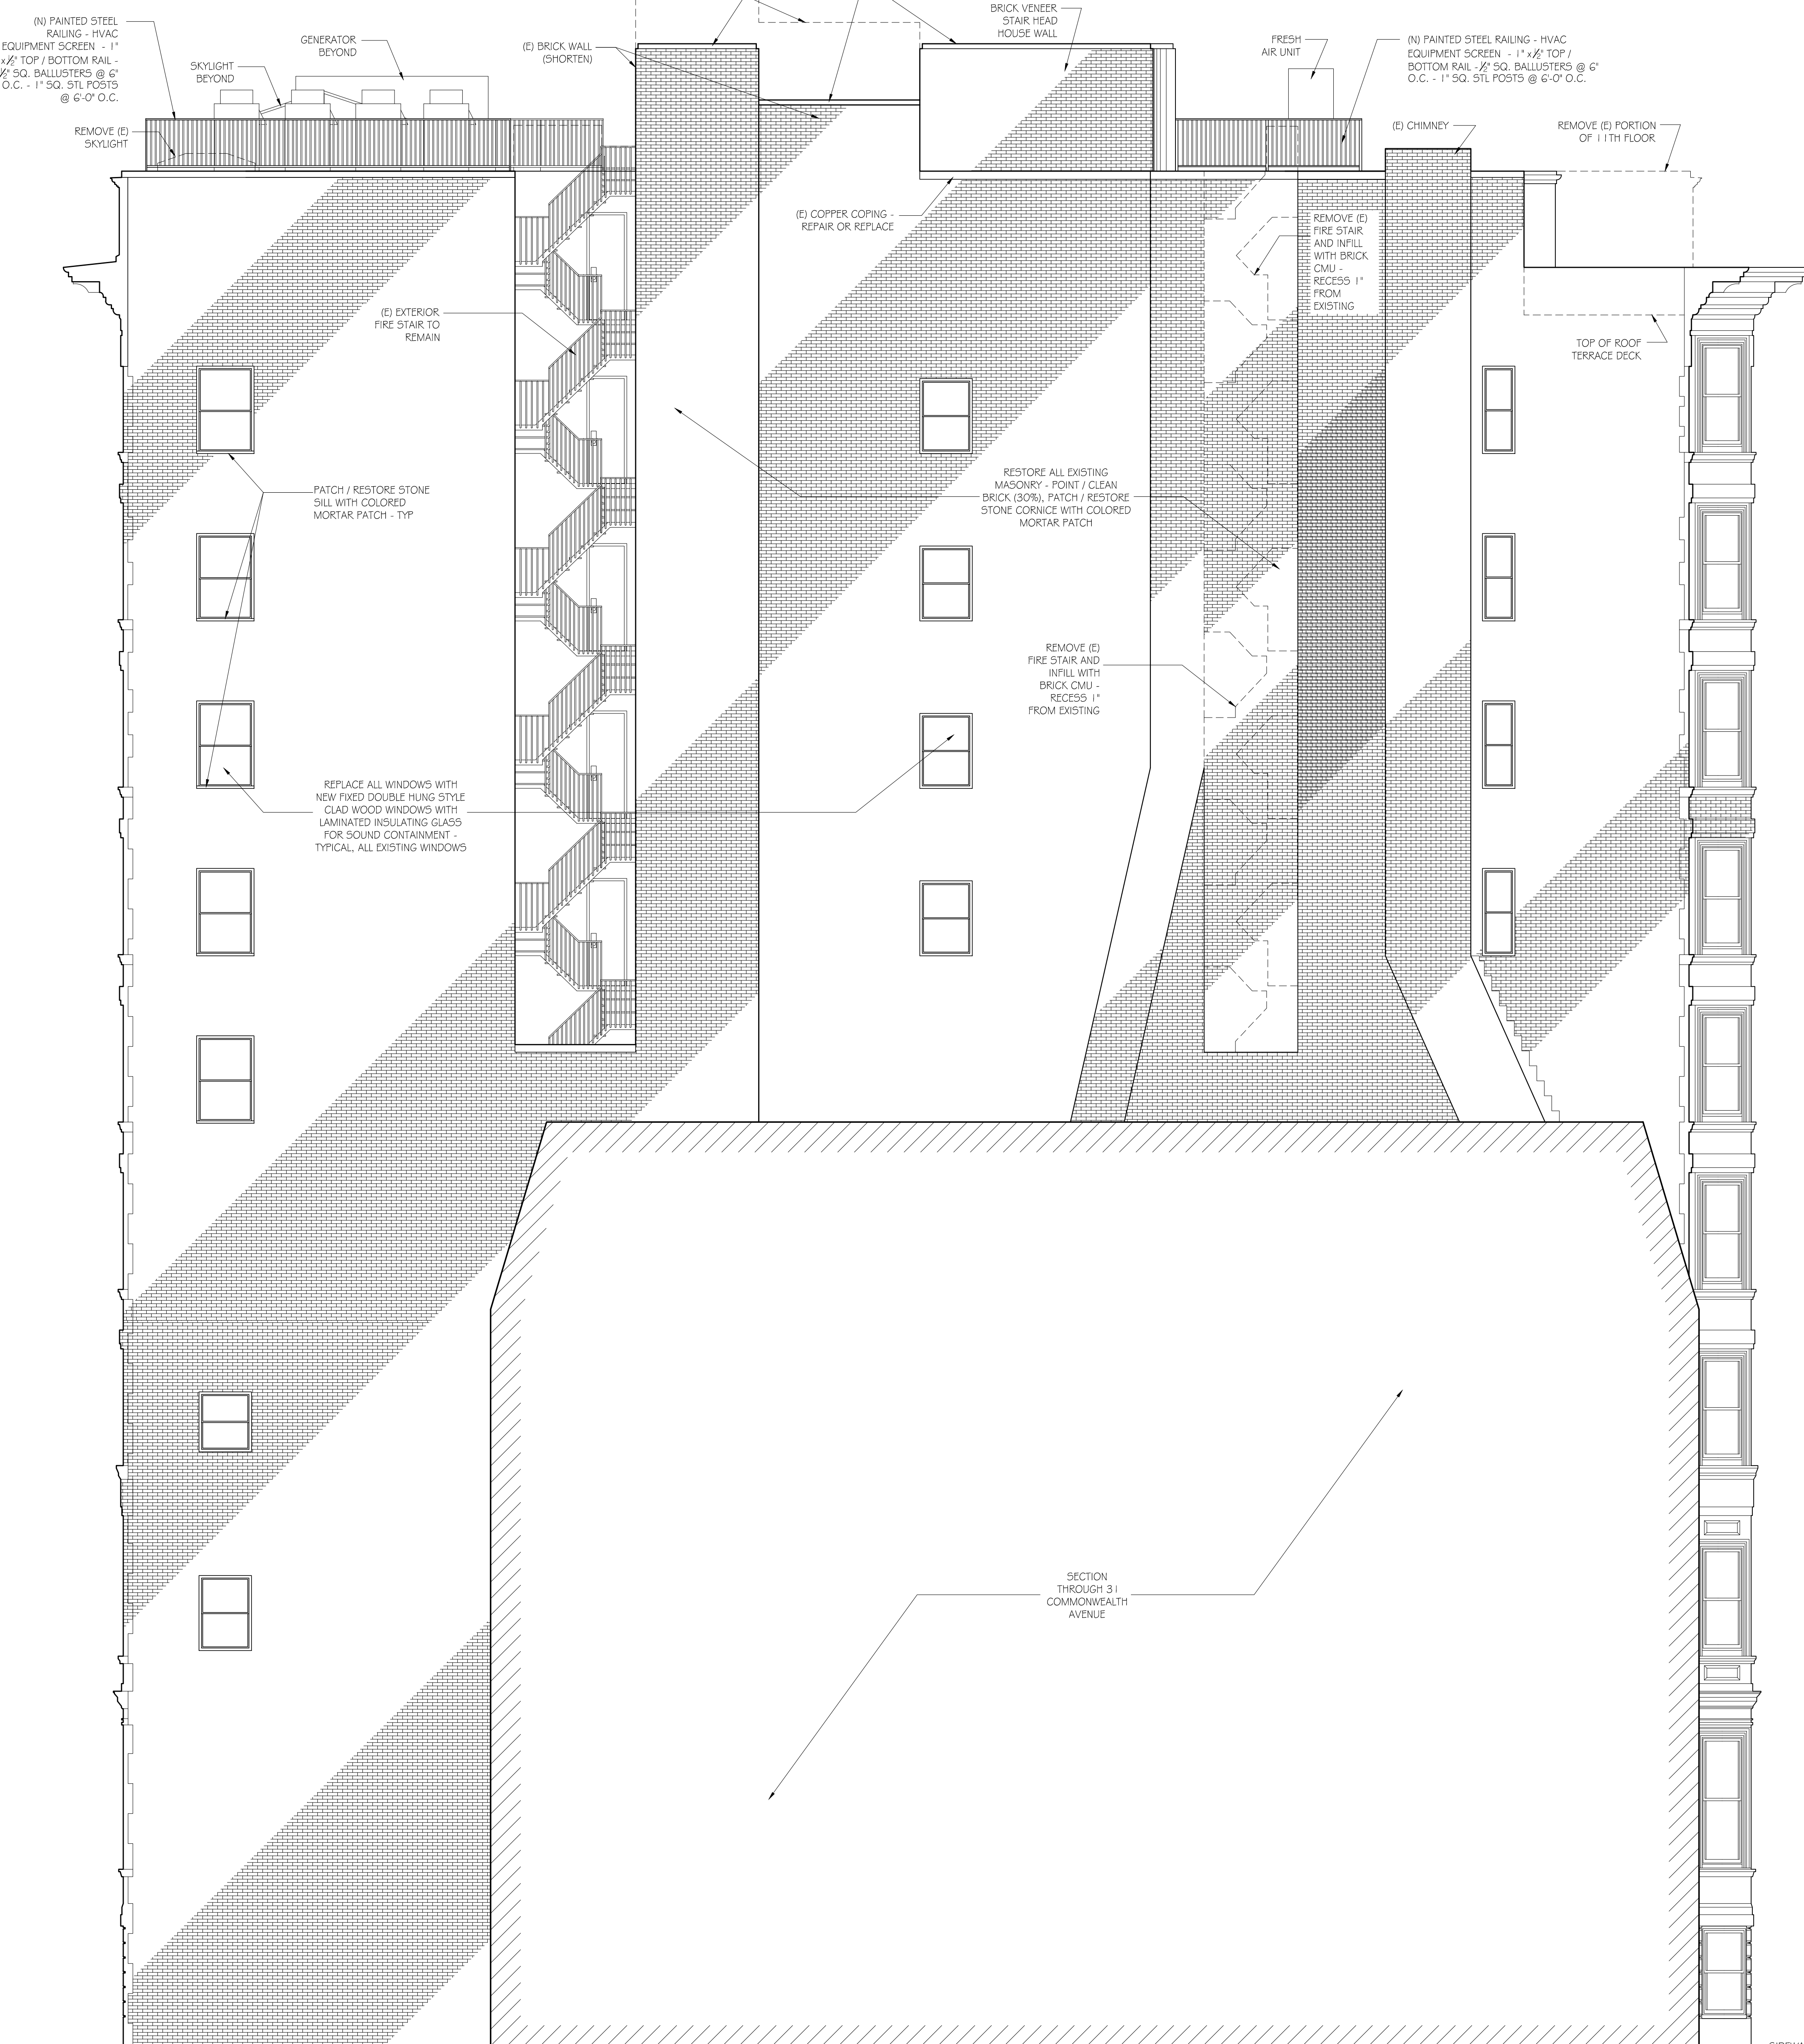 (N) PAINTED STEEL
RAILING - HVAC
EQUIPMENT SCREEN - 1"
x ½" TOP / BOTTOM RAIL -
½" SQ. BALLUSTERS @ 6"
O.C. - 1" SQ. STL POSTS
@ 6'-0" O.C.
REMOVE (E)
SKYLIGHT
SKYLIGHT
BEYOND
GENERATOR
BEYOND
(E) BRICK WALL
(SHORTEN)
BRICK VENEER
STAIR HEAD
HOUSE WALL
FRESH
AIR UNIT
(N) PAINTED STEEL RAILING - HVAC
EQUIPMENT SCREEN - 1" x ½" TOP /
BOTTOM RAIL - ½" SQ. BALLUSTERS @ 6"
O.C. - 1" SQ. STL POSTS @ 6'-0" O.C.
(E) CHIMNEY
REMOVE (E) PORTION
OF 11TH FLOOR
(E) COPPER COPING -
REPAIR OR REPLACE
REMOVE (E)
FIRE STAIR
AND INFILL
WITH BRICK
CMU -
RECESS 1"
FROM
EXISTING
(E) EXTERIOR
FIRE STAIR TO
REMAIN
TOP OF ROOF
TERRACE DECK
PATCH / RESTORE STONE
SILL WITH COLORED
MORTAR PATCH - TYP
RESTORE ALL EXISTING
MASONRY - POINT / CLEAN
BRICK (30%), PATCH / RESTORE
STONE CORNICE WITH COLORED
MORTAR PATCH
REMOVE (E)
FIRE STAIR AND
INFILL WITH
BRICK CMU -
RECESS 1"
FROM EXISTING
REPLACE ALL WINDOWS WITH
NEW FIXED DOUBLE HUNG STYLE
CLAD WOOD WINDOWS WITH
LAMINATED INSULATING GLASS
FOR SOUND CONTAINMENT -
TYPICAL, ALL EXISTING WINDOWS
SECTION
THROUGH 31
COMMONWEALTH
AVENUE